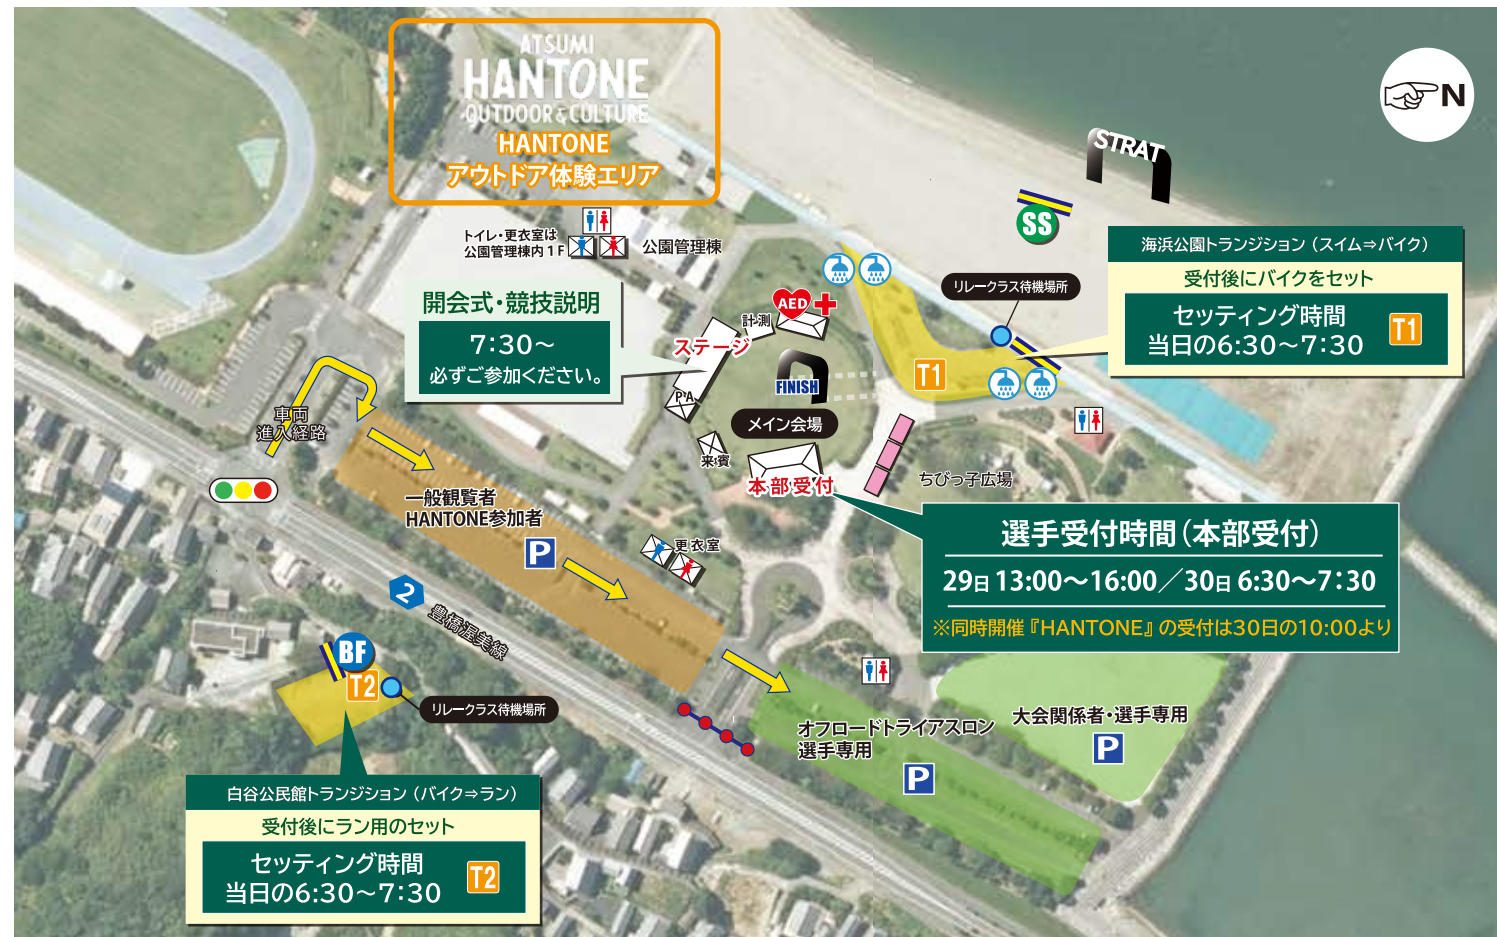 ATSUMI
HANTONE
OUTDOOR & CULTURE
HANTONE
アウトドア体験エリア
N
STRAT
SS
トイレ・更衣室は
公園管理棟内1F
公園管理棟
海浜公園トランジション（スイム⇒バイク）
受付後にバイクをセット
セッティング時間
当日の6:30～7:30
T1
リレークラス待機場所
開会式・競技説明
7:30～
必ずご参加ください。
AED
計測
ステージ
FINISH
T1
PA
メイン会場
来賓
本部受付
車両
進入経路
ちびっ子広場
一般観覧者
HANTONE参加者
P
選手受付時間（本部受付）
29日 13:00～16:00／30日 6:30～7:30
※同時開催『HANTONE』の受付は30日の10:00より
更衣室
2
豊橋渥美線
BF
T2
リレークラス待機場所
オフロードトライアスロン
選手専用
P
大会関係者・選手専用
P
白谷公民館トランジション（バイク⇒ラン）
受付後にラン用のセット
セッティング時間
当日の6:30～7:30
T2